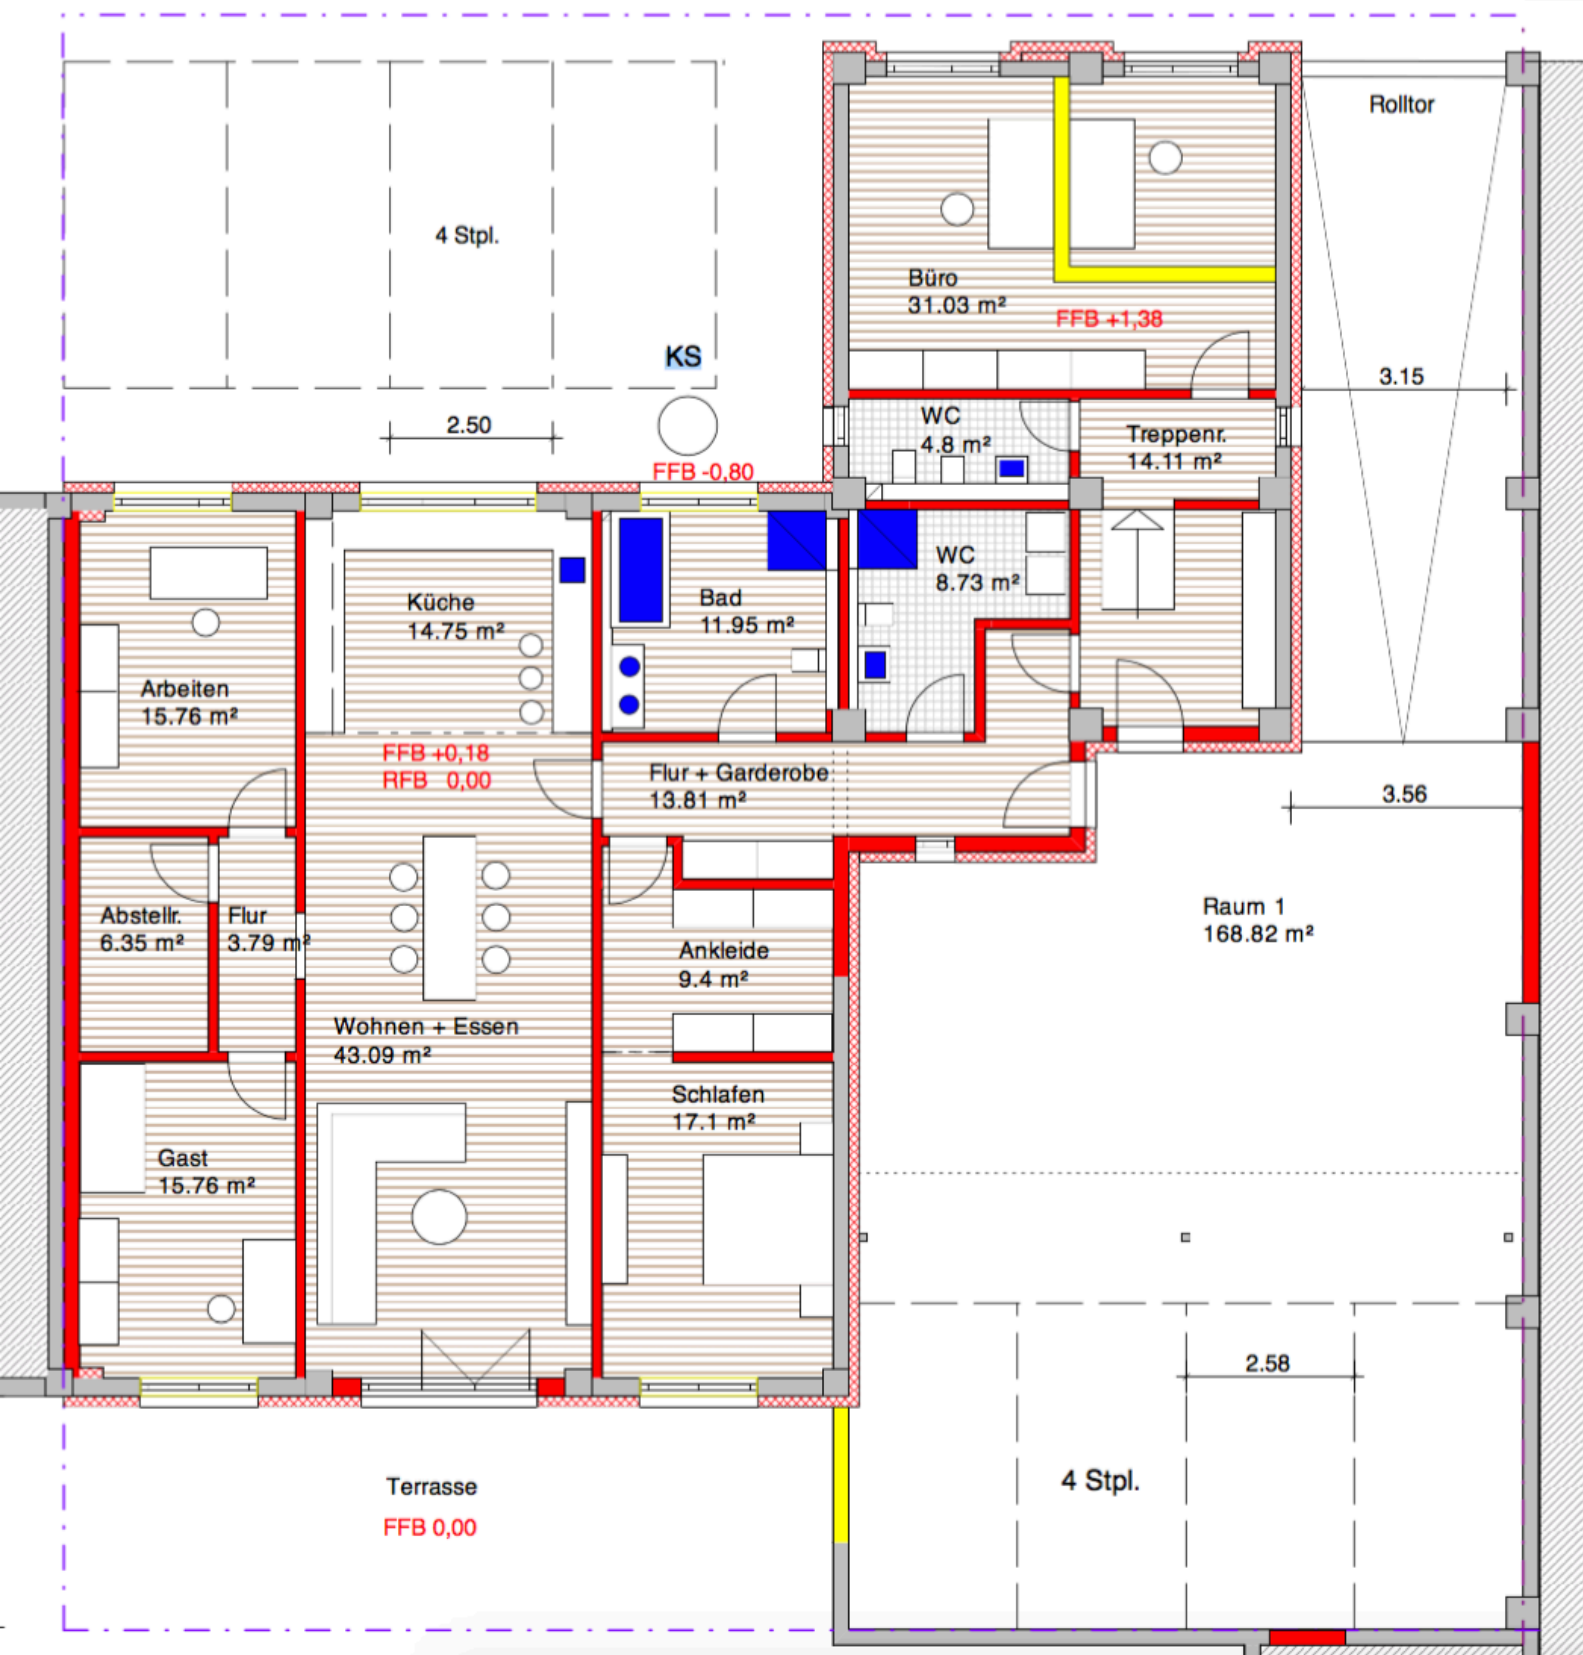 Rolltor
4 Stpl.
Büro
31.03 m²
FFB +1,38
KS
3.15
2.50
WC
4.8 m²
Treppenr.
14.11 m²
FFB -0,80
WC
8.73 m²
Küche
14.75 m²
Bad
11.95 m²
Arbeiten
15.76 m²
FFB +0,18
RFB 0,00
Flur + Garderobe
13.81 m²
3.56
Abstellr.
6.35 m²
Flur
3.79 m²
Raum 1
168.82 m²
Ankleide
9.4 m²
Wohnen + Essen
43.09 m²
Schlafen
17.1 m²
Gast
15.76 m²
2.58
4 Stpl.
Terrasse
FFB 0,00